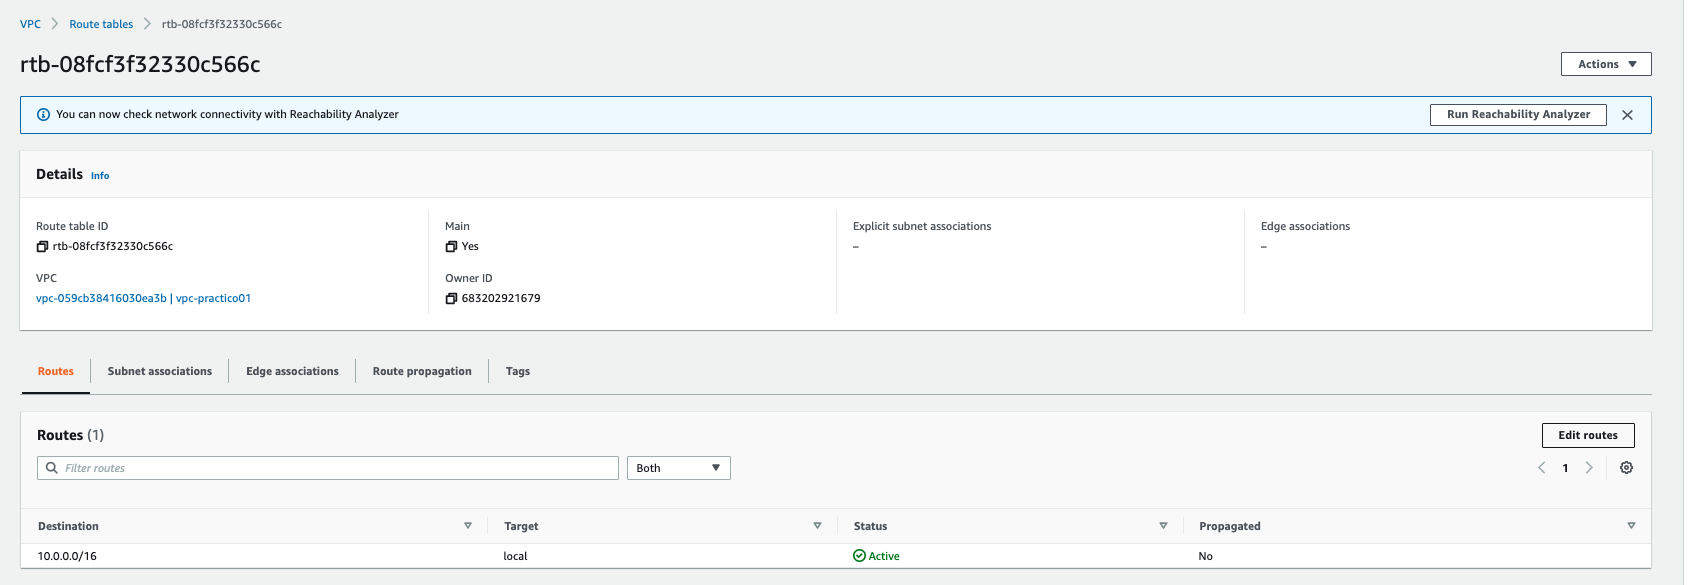 VPC > Route tables > rtb-08fcf3f32330c566c
rtb-08fcf3f32330c566c
Actions
You can now check network connectivity with Reachability Analyzer
Run Reachability Analyzer
Details Info
Route table ID
rtb-08fcf3f32330c566c
Main
Yes
Explicit subnet associations
–
Edge associations
–
VPC
vpc-059cb38416030ea3b | vpc-practico01
Owner ID
683202921679
Routes
Subnet associations
Edge associations
Route propagation
Tags
Routes (1)
Edit routes
Filter routes
Both
1
Destination Target Status Propagated
10.0.0.0/16 local Active No